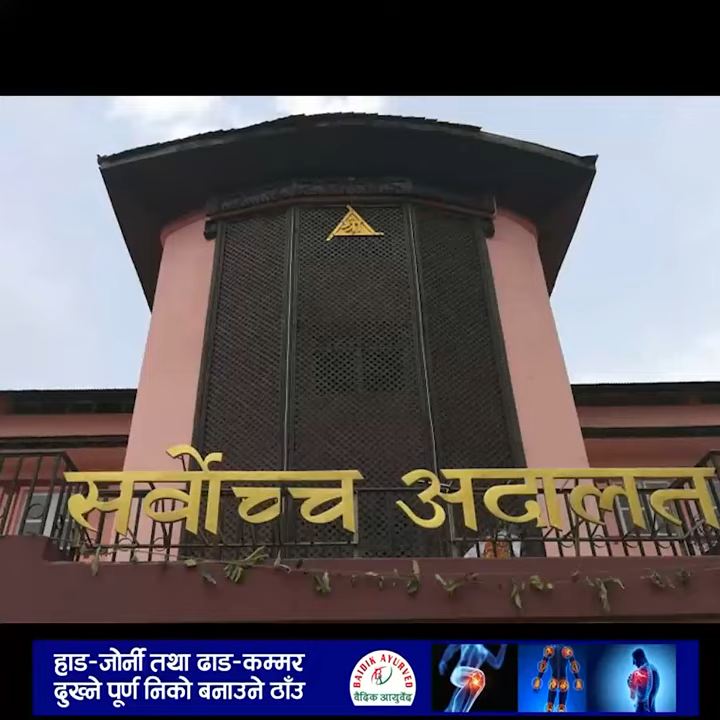 सर्वोच्च अदालत
हाड-जोर्नी तथा ढाड-कम्मर
दुख्ने पूर्ण निको बनाउने ठाँउ
BAIDIK AYURVED
वैदिक आयुर्वेद